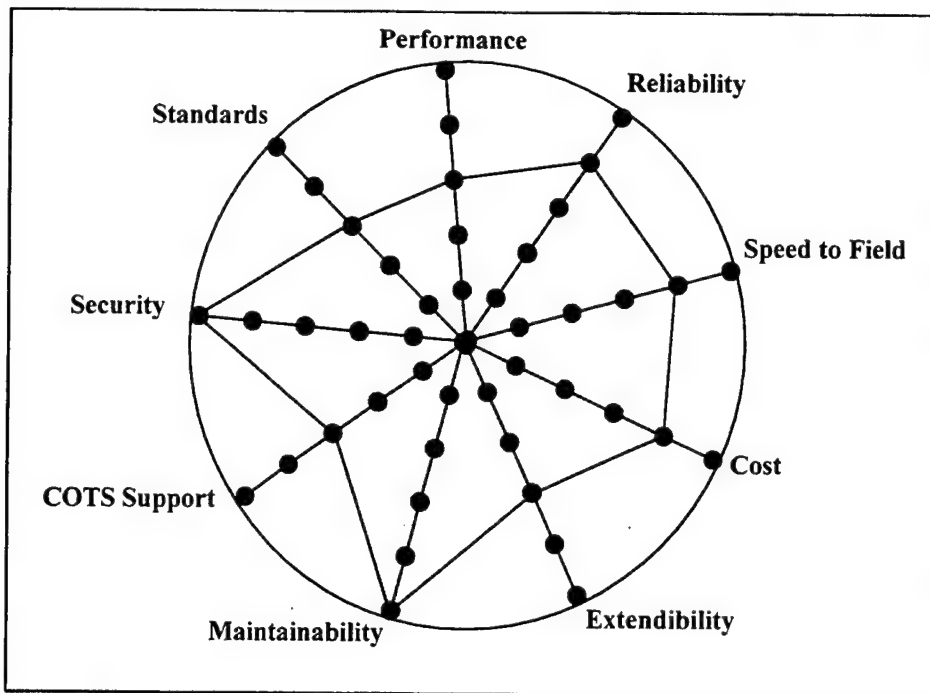 Performance
Reliability
Standards
Speed to Field
Security
Cost
COTS Support
Extendibility
Maintainability